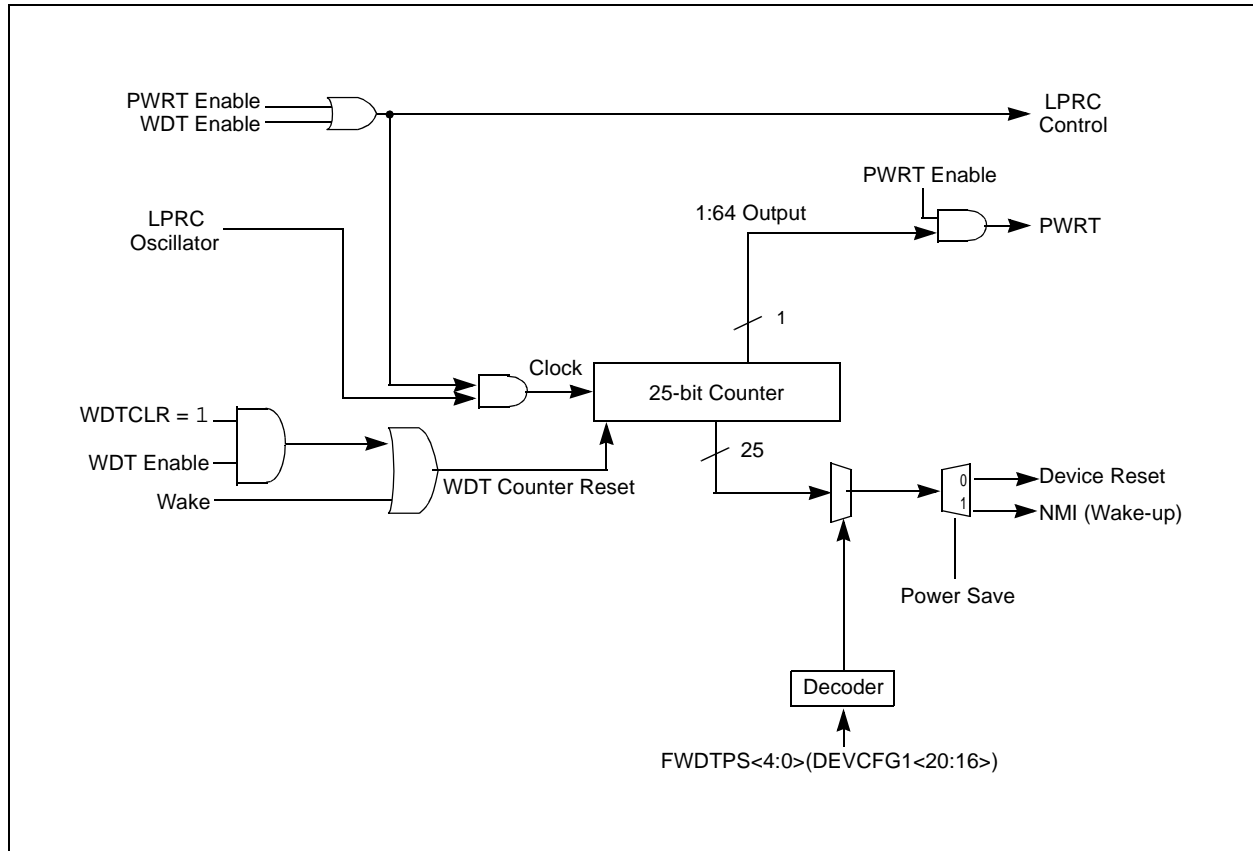 PWRT Enable
WDT Enable
LPRC
Control
PWRT Enable
LPRC
Oscillator
1:64 Output
PWRT
1
Clock
25-bit Counter
WDTCLR = 1
25
WDT Enable
WDT Counter Reset
Wake
0
1
Device Reset
NMI (Wake-up)
Power Save
Decoder
FWDTPS<4:0>(DEVCFG1<20:16>)